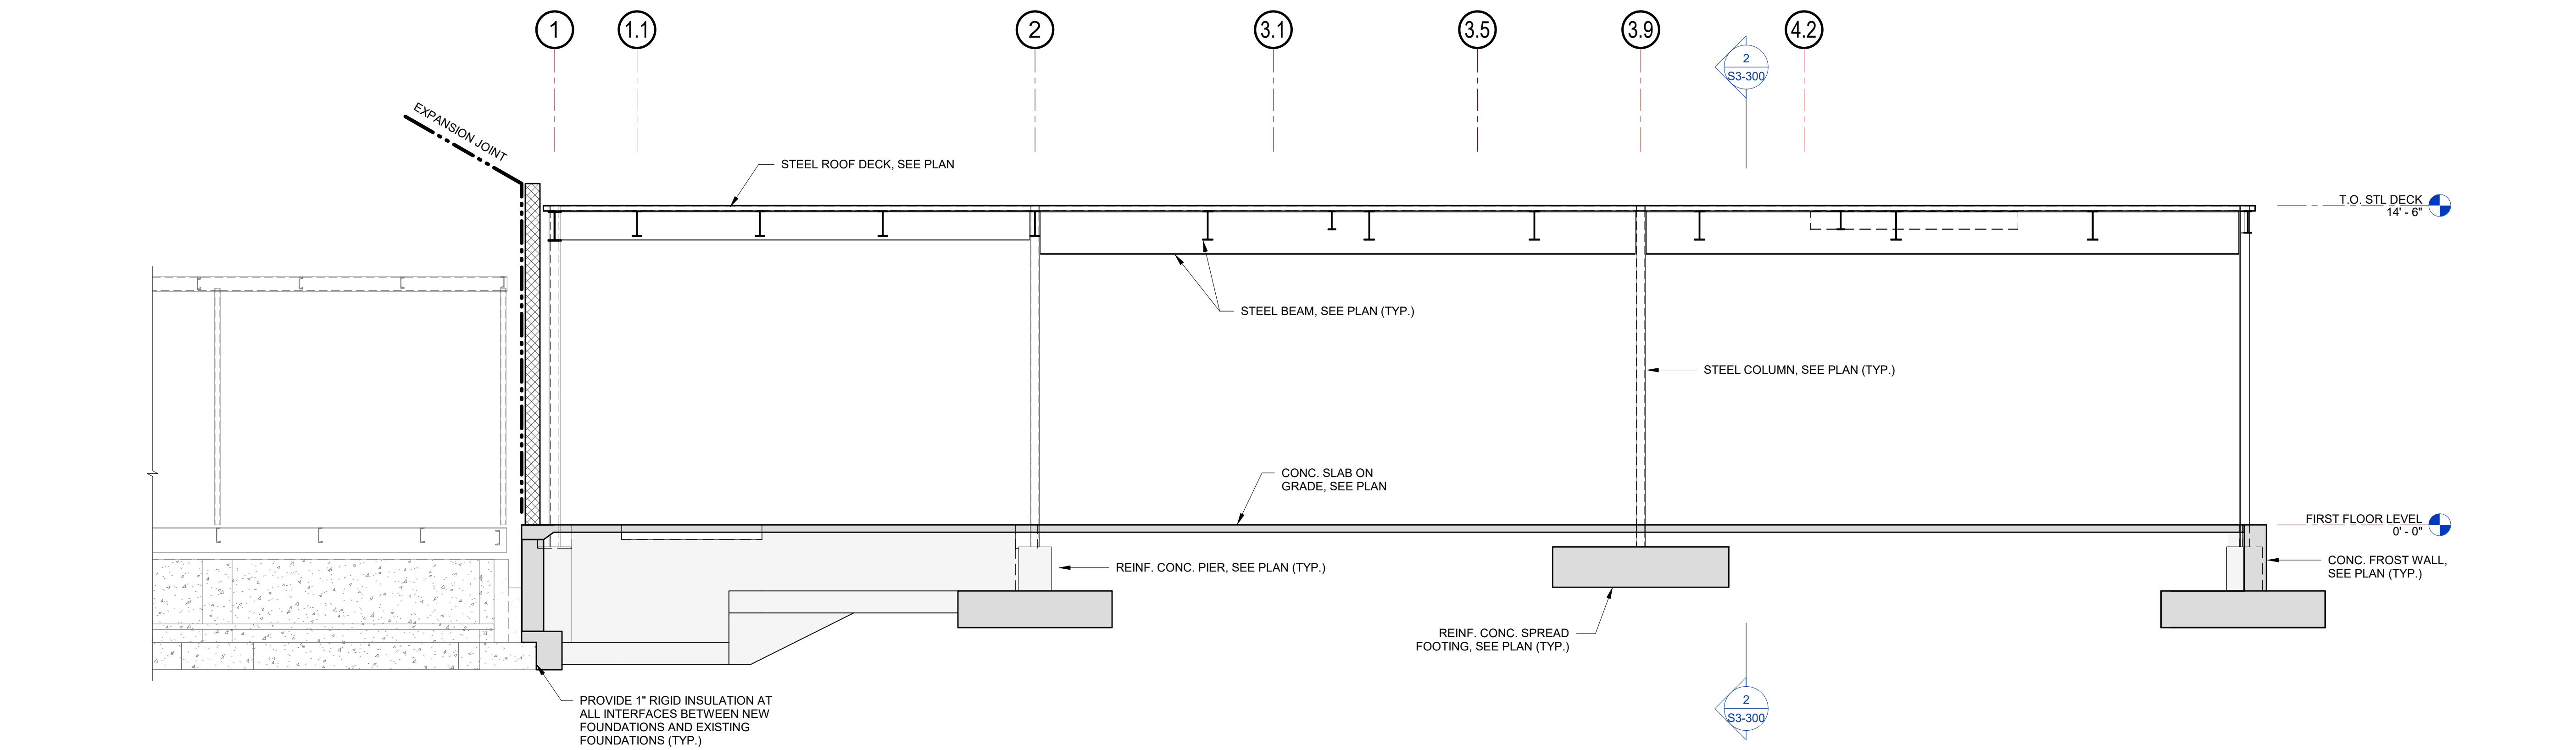 1
1.1
2
3.1
3.5
3.9
4.2
2
S3-300
EXPANSION JOINT
STEEL ROOF DECK, SEE PLAN
T.O. STL DECK
14' - 6"
STEEL BEAM, SEE PLAN (TYP.)
STEEL COLUMN, SEE PLAN (TYP.)
CONC. SLAB ON
GRADE, SEE PLAN
FIRST FLOOR LEVEL
0' - 0"
REINF. CONC. PIER, SEE PLAN (TYP.)
CONC. FROST WALL,
SEE PLAN (TYP.)
REINF. CONC. SPREAD
FOOTING, SEE PLAN (TYP.)
PROVIDE 1" RIGID INSULATION AT
ALL INTERFACES BETWEEN NEW
FOUNDATIONS AND EXISTING
FOUNDATIONS (TYP.)
2
S3-300